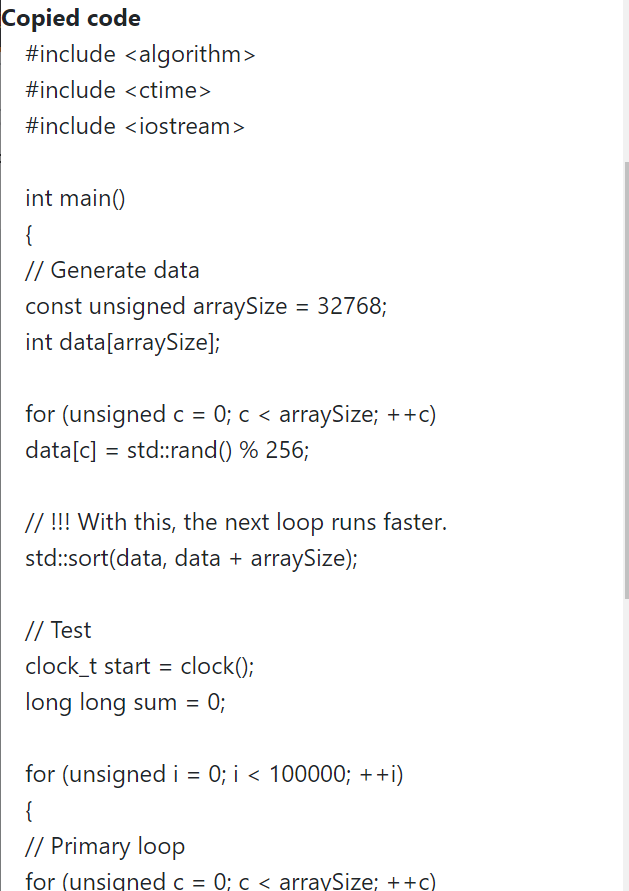 Copied code
#include <algorithm>
#include <ctime>
#include <iostream>
int main()
{
// Generate data
const unsigned arraySize = 32768;
int data[arraySize];
for (unsigned c = 0; c < arraySize; ++c)
data[c] = std::rand() % 256;
// !!! With this, the next loop runs faster.
std::sort(data, data + arraySize);
// Test
clock_t start = clock();
long long sum = 0;
for (unsigned i = 0; i < 100000; ++i)
{
// Primary loop
for (unsigned c = 0; c < arraySize; ++c)